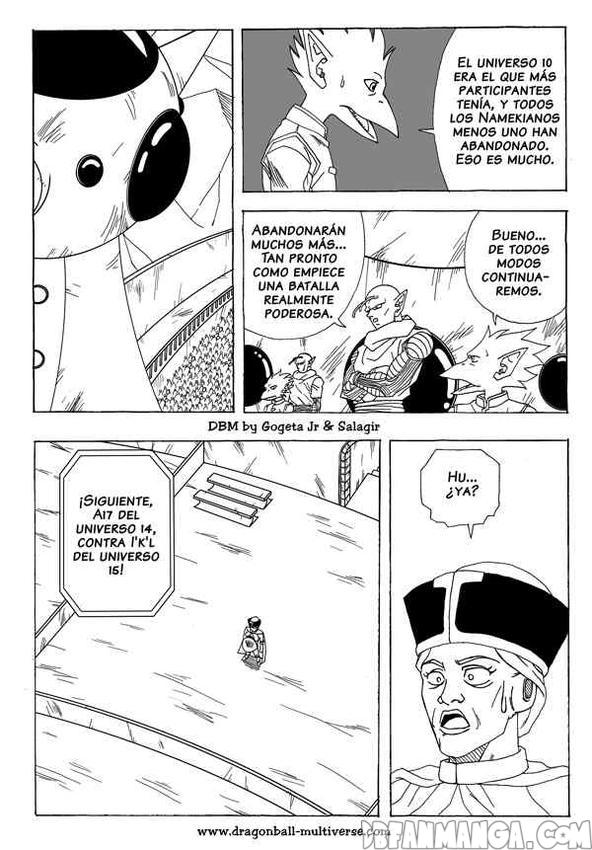 EL UNIVERSO 10
ERA EL QUE MÁS
PARTICIPANTES
TENÍA, Y TODOS
LOS NAMEKIANOS
MENOS UNO HAN
ABANDONADO.
ESO ES MUCHO.
ABANDONARÁN
MUCHOS MÁS...
TAN PRONTO
COMO EMPIECE
UNA BATALLA
REALMENTE
PODEROSA.
BUENO...
DE TODOS
MODOS
CONTINUA-
REMOS.
DBM by Gogeta Jr & Salagir
¡SIGUIENTE,
A17 DEL
UNIVERSO 14,
CONTRA I'K'L
DEL UNIVERSO
15!
HU...
¿YA?
www.dragonball-multiverse.com
DBFANMANGA.COM